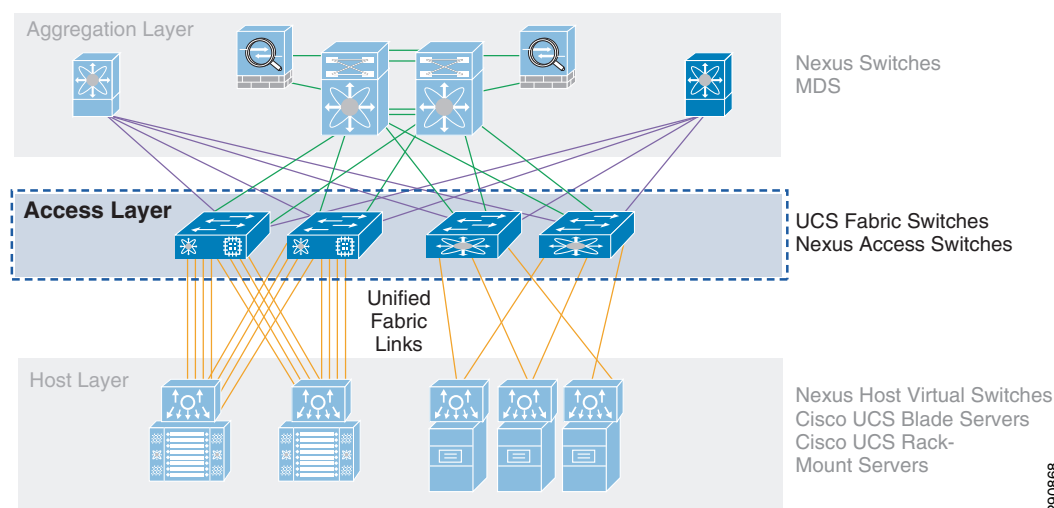 Aggregation Layer
Nexus Switches
MDS
Access Layer
UCS Fabric Switches
Nexus Access Switches
Unified
Fabric
Links
Host Layer
Nexus Host Virtual Switches
Cisco UCS Blade Servers
Cisco UCS Rack-
Mount Servers
290868